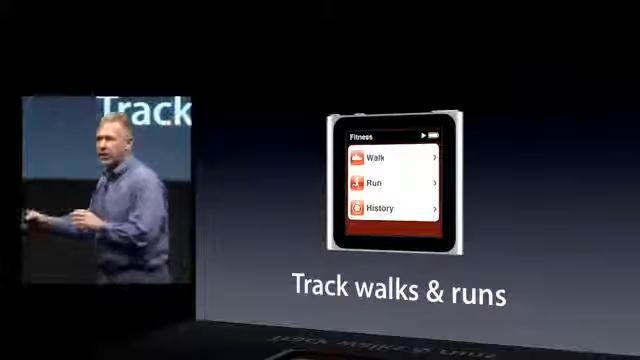 Track
Fitness
Walk
Run
History
Track walks & runs